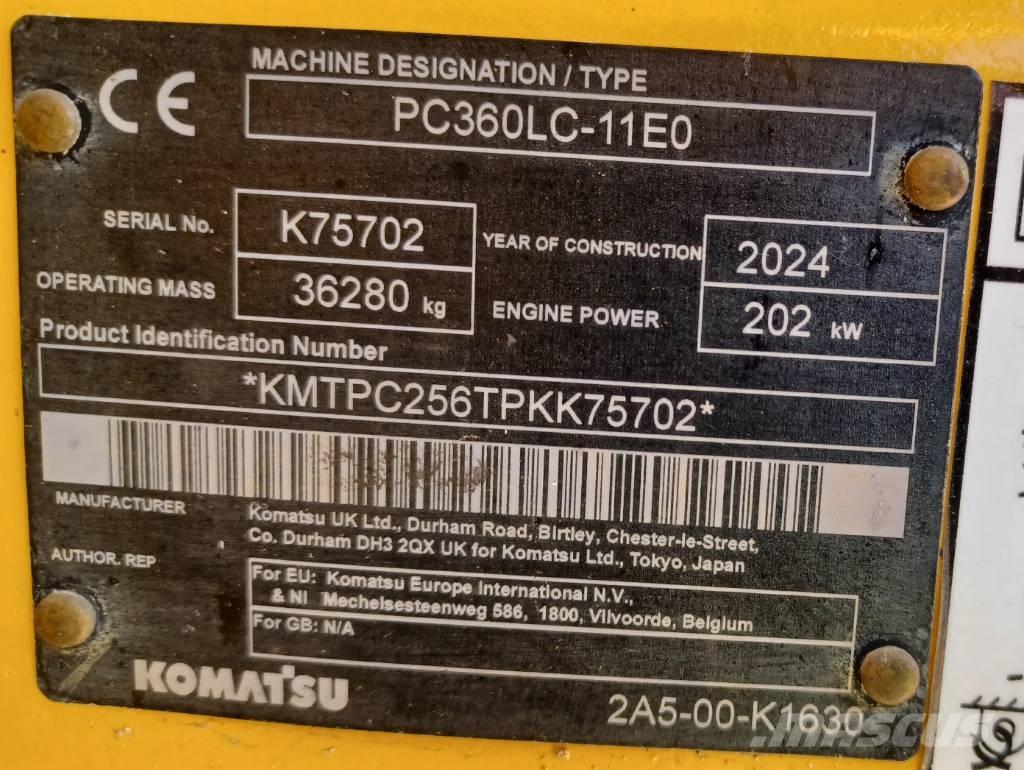 CE
MACHINE DESIGNATION / TYPE
PC360LC-11E0
SERIAL No. K75702
YEAR OF CONSTRUCTION 2024
OPERATING MASS 36280 kg
ENGINE POWER 202 kW
Product Identification Number
*KMTPC256TPKK75702*
MANUFACTURER
Komatsu UK Ltd., Durham Road, Birtley, Chester-le-Street,
Co. Durham DH3 2QX UK for Komatsu Ltd., Tokyo, Japan
AUTHOR. REP
For EU: Komatsu Europe International N.V.,
& NI Mechelsesteenweg 586, 1800, Vilvoorde, Belgium
For GB: N/A
KOMATSU
2A5-00-K1630
MASCUS